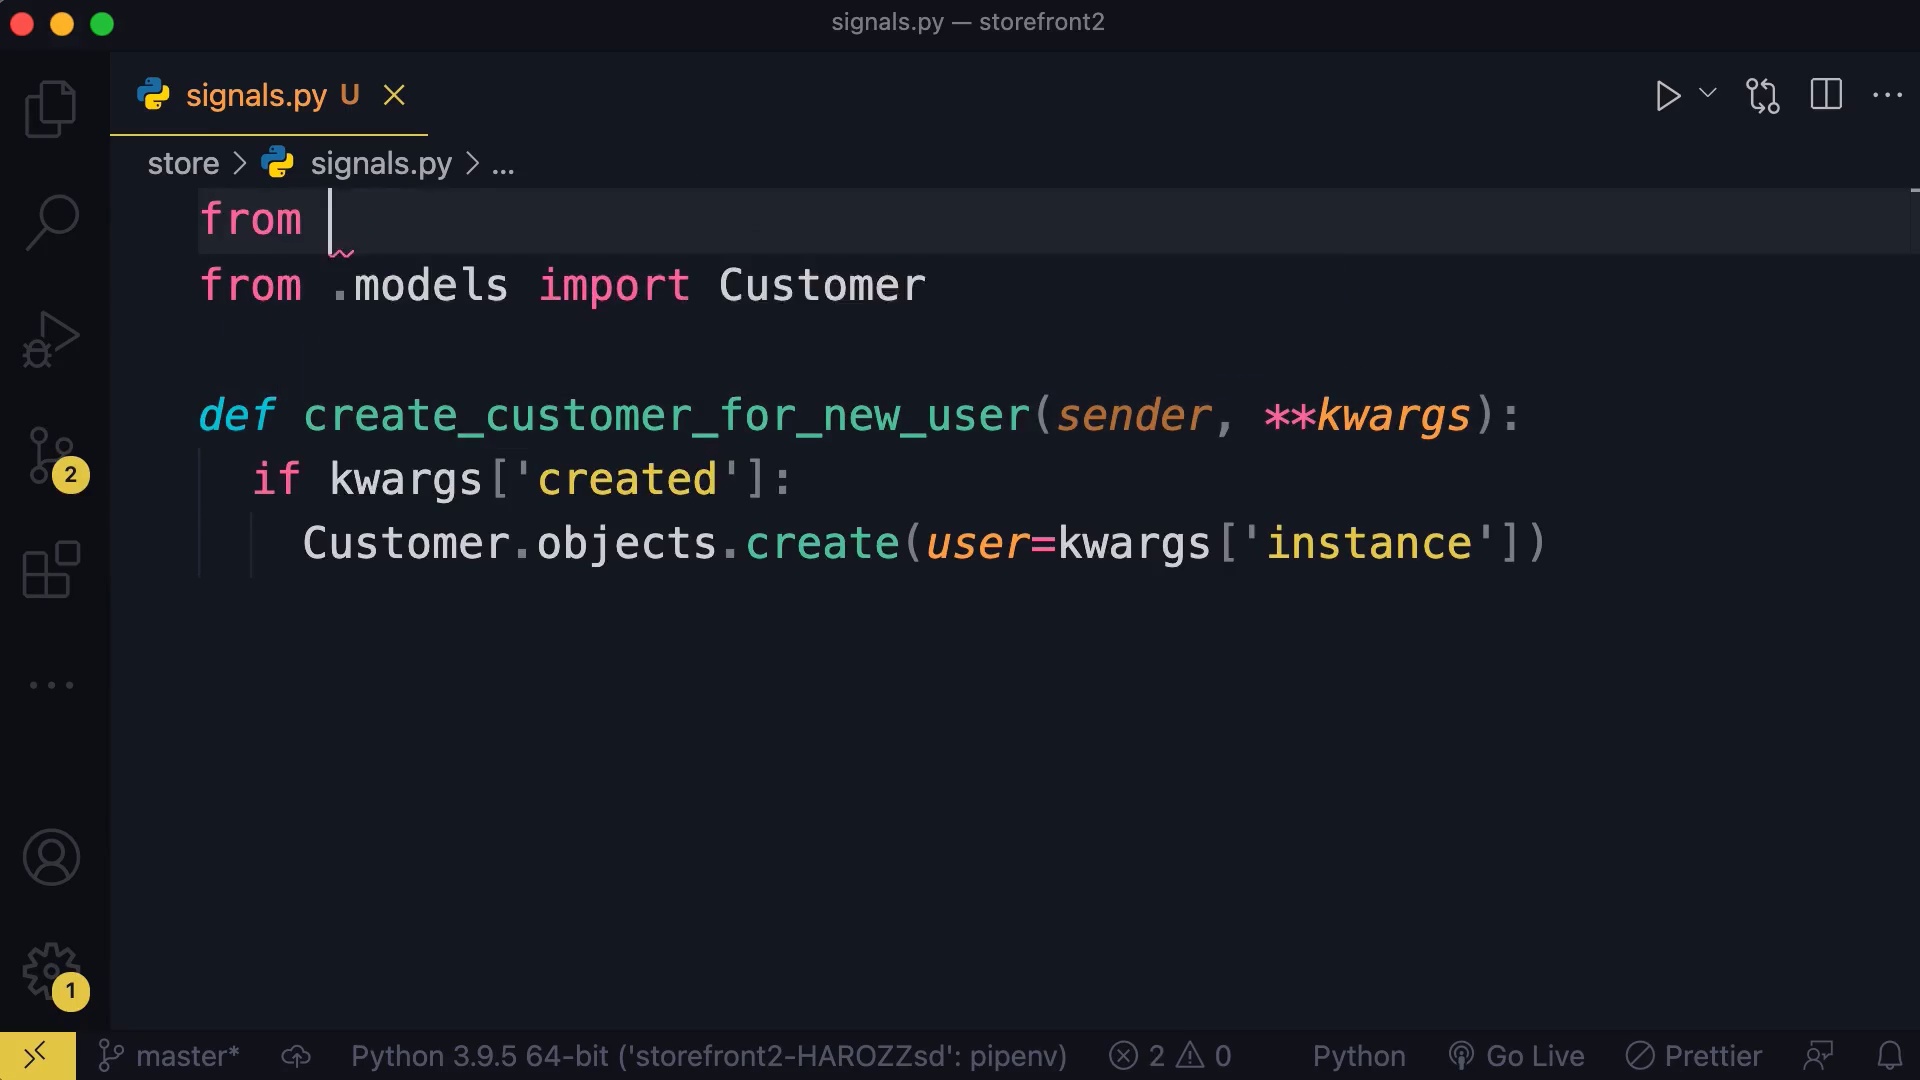 signals.py — storefront2
signals.py U
store > signals.py > ...
from
from .models import Customer
def create_customer_for_new_user(sender, **kwargs):
if kwargs['created']:
Customer.objects.create(user=kwargs['instance'])
2
1
master* Python 3.9.5 64-bit ('storefront2-HAROZZsd': pipenv) 2 0 Python Go Live Prettier